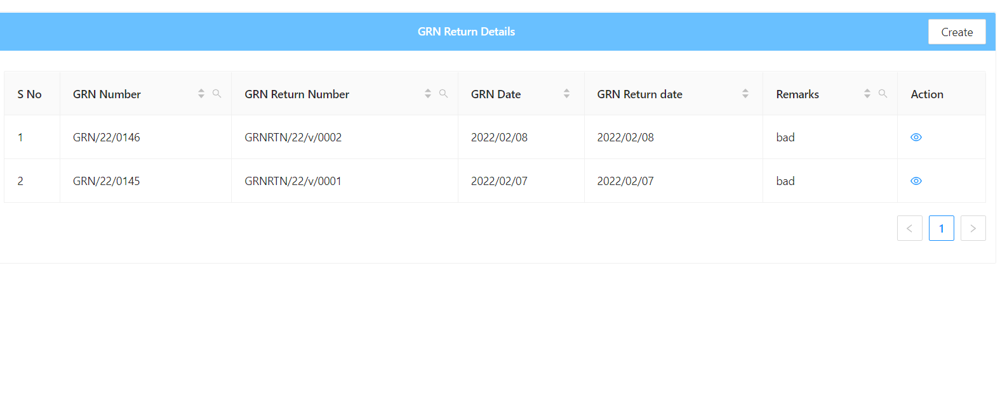 GRN Return Details Create
S No GRN Number GRN Return Number GRN Date GRN Return date Remarks Action
1 GRN/22/0146 GRNRTN/22/v/0002 2022/02/08 2022/02/08 bad
2 GRN/22/0145 GRNRTN/22/v/0001 2022/02/07 2022/02/07 bad
< 1 >